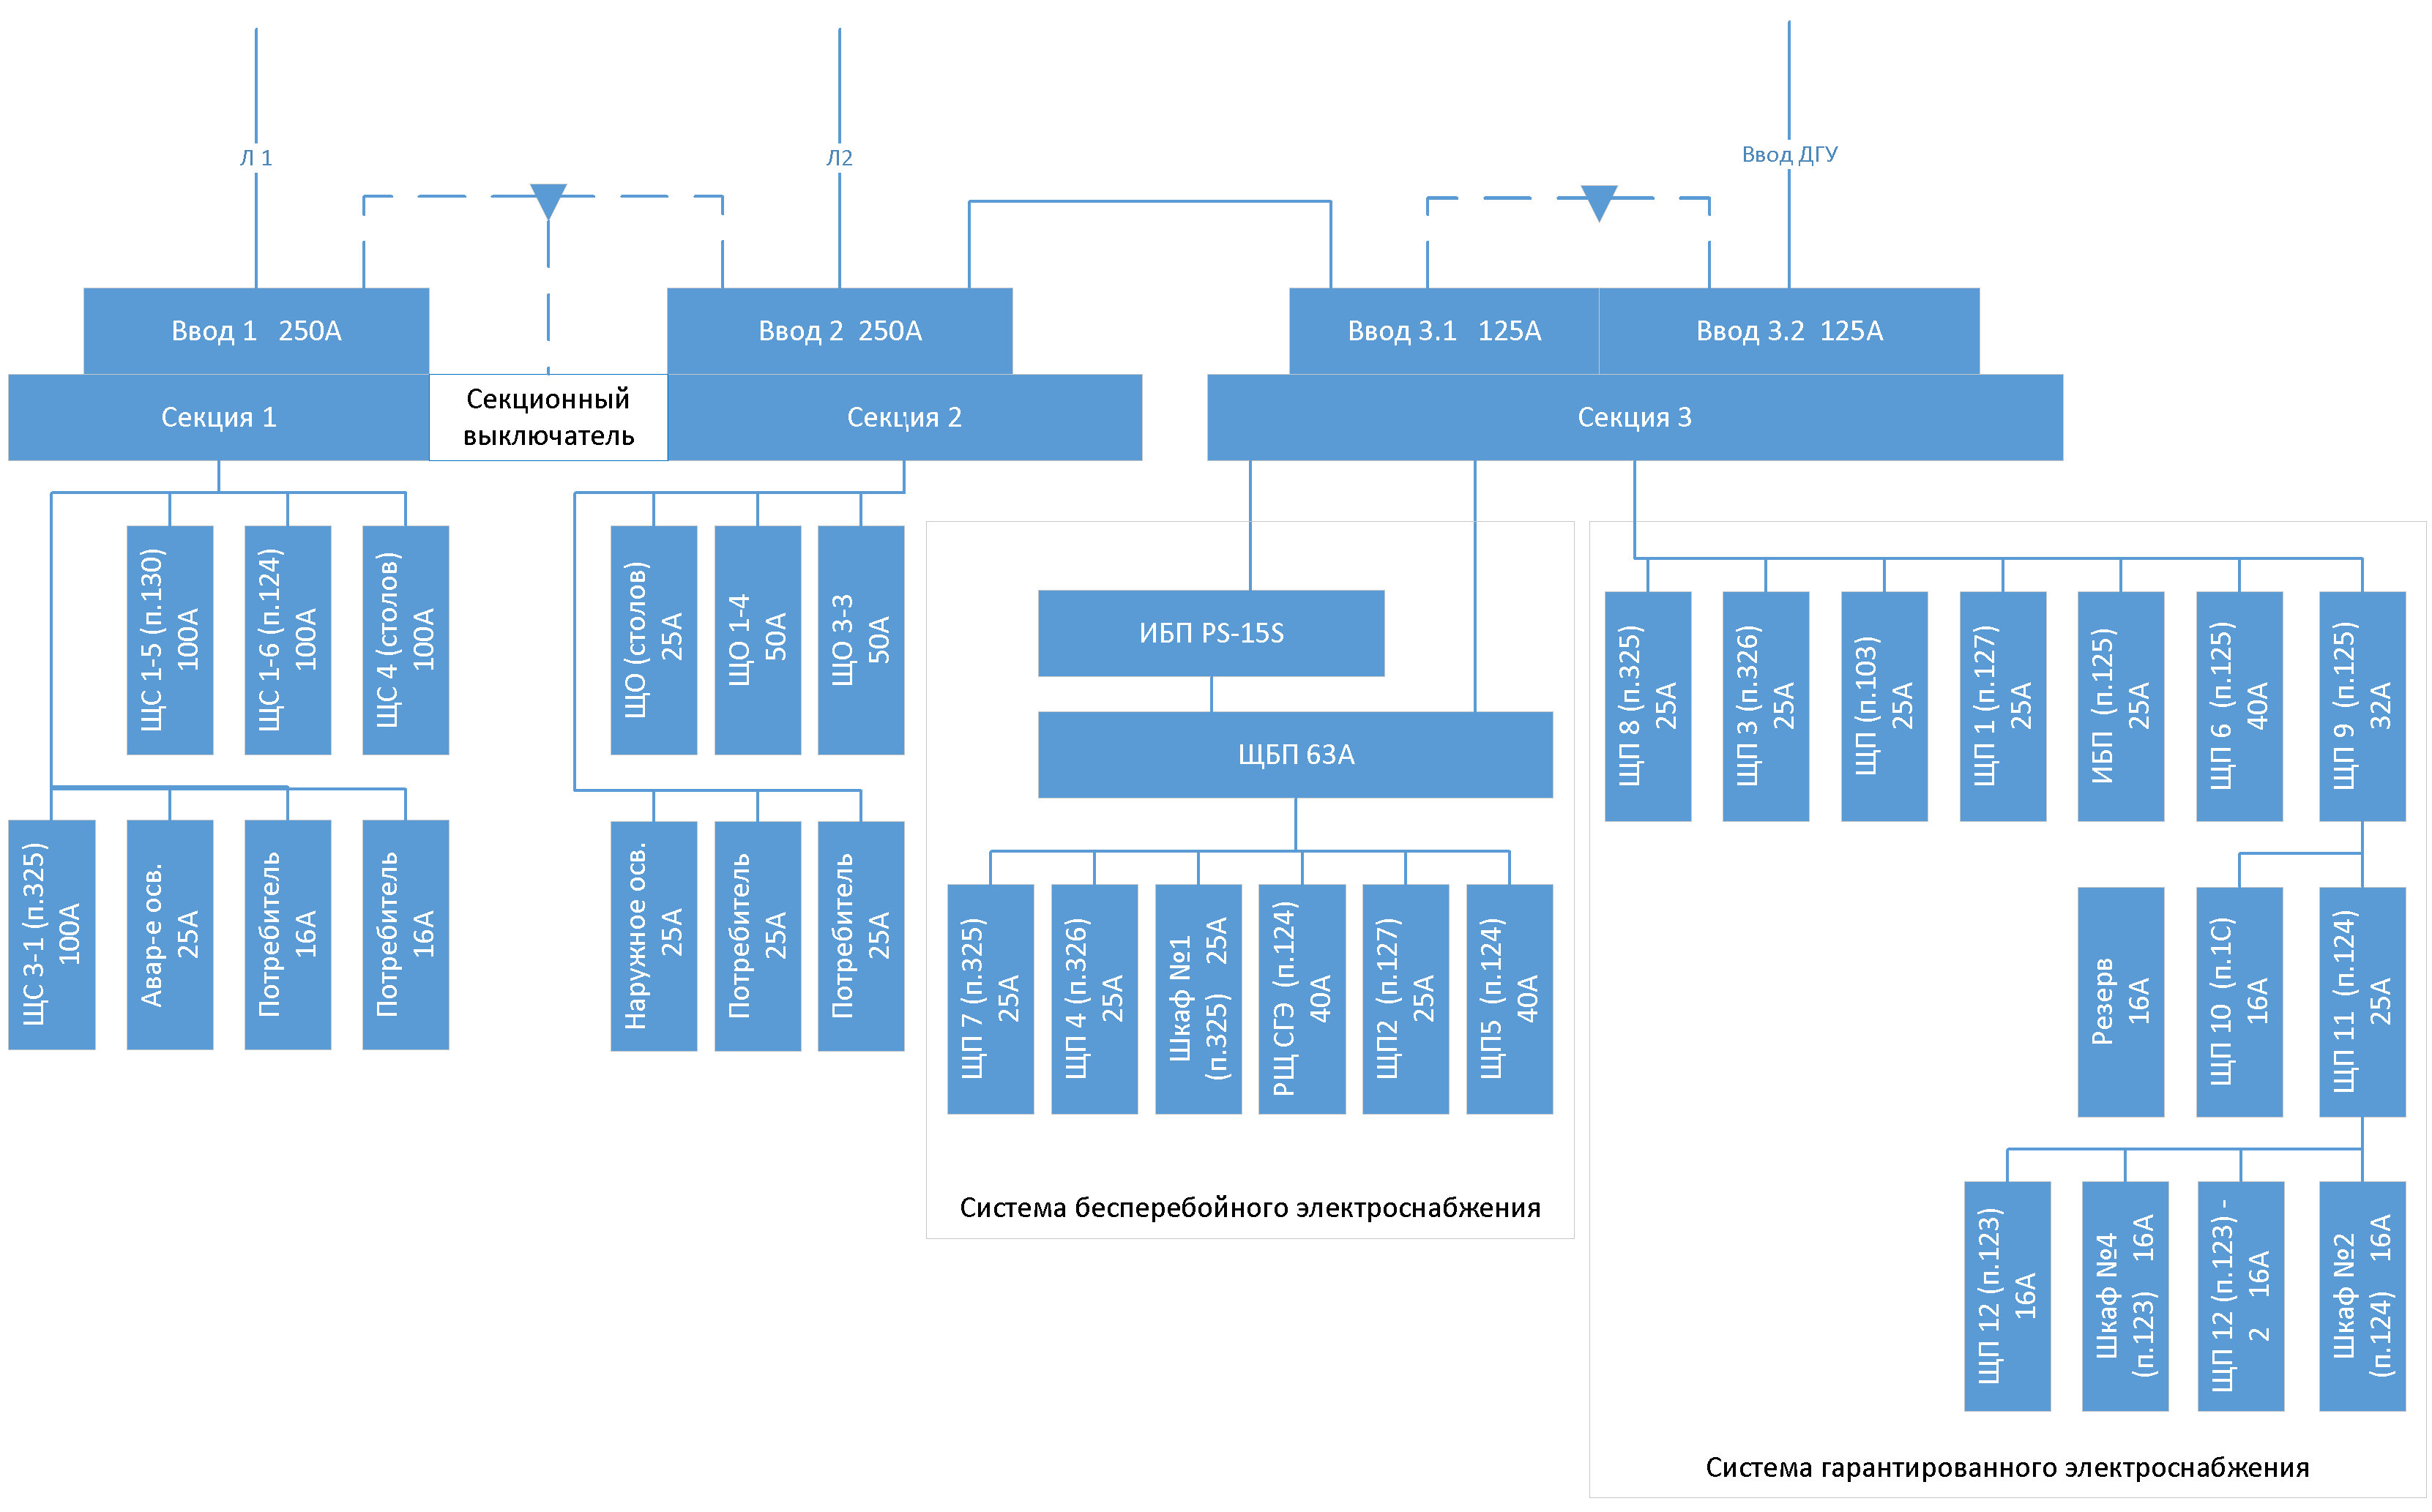 Л 1
Л2
Ввод ДГУ
Ввод 1 250А
Ввод 2 250А
Ввод 3.1 125А
Ввод 3.2 125А
Секция 1
Секционный
выключатель
Секция 2
Секция 3
ЩС 1-5 (п.130)
100А
ЩС 1-6 (п.124)
100А
ЩС 4 (столов)
100А
ЩС 3-1 (п.325)
100А
Авар-е осв.
25А
Потребитель
16А
Потребитель
16А
ЩО (столов)
25А
ЩО 1-4
50А
ЩО 3-3
50А
Наружное осв.
25А
Потребитель
25А
Потребитель
25А
ИБП PS-15S
ЩБП 63А
ЩП 7 (п.325)
25А
ЩП 4 (п.326)
25А
Шкаф №1
(п.325) 25А
РЩ СГЭ (п.124)
40А
ЩП2 (п.127)
25А
ЩП5 (п.124)
40А
Система бесперебойного электроснабжения
ЩП 8 (п.325)
25А
ЩП 3 (п.326)
25А
ЩП (п.103)
25А
ЩП 1 (п.127)
25А
ИБП (п.125)
25А
ЩП 6 (п.125)
40А
ЩП 9 (п.125)
32А
Резерв
16А
ЩП 10 (п.1С)
16А
ЩП 11 (п.124)
25А
ЩП 12 (п.123)
16А
Шкаф №4
(п.123) 16А
ЩП 12 (п.123) -
2 16А
Шкаф №2
(п.124) 16А
Система гарантированного электроснабжения